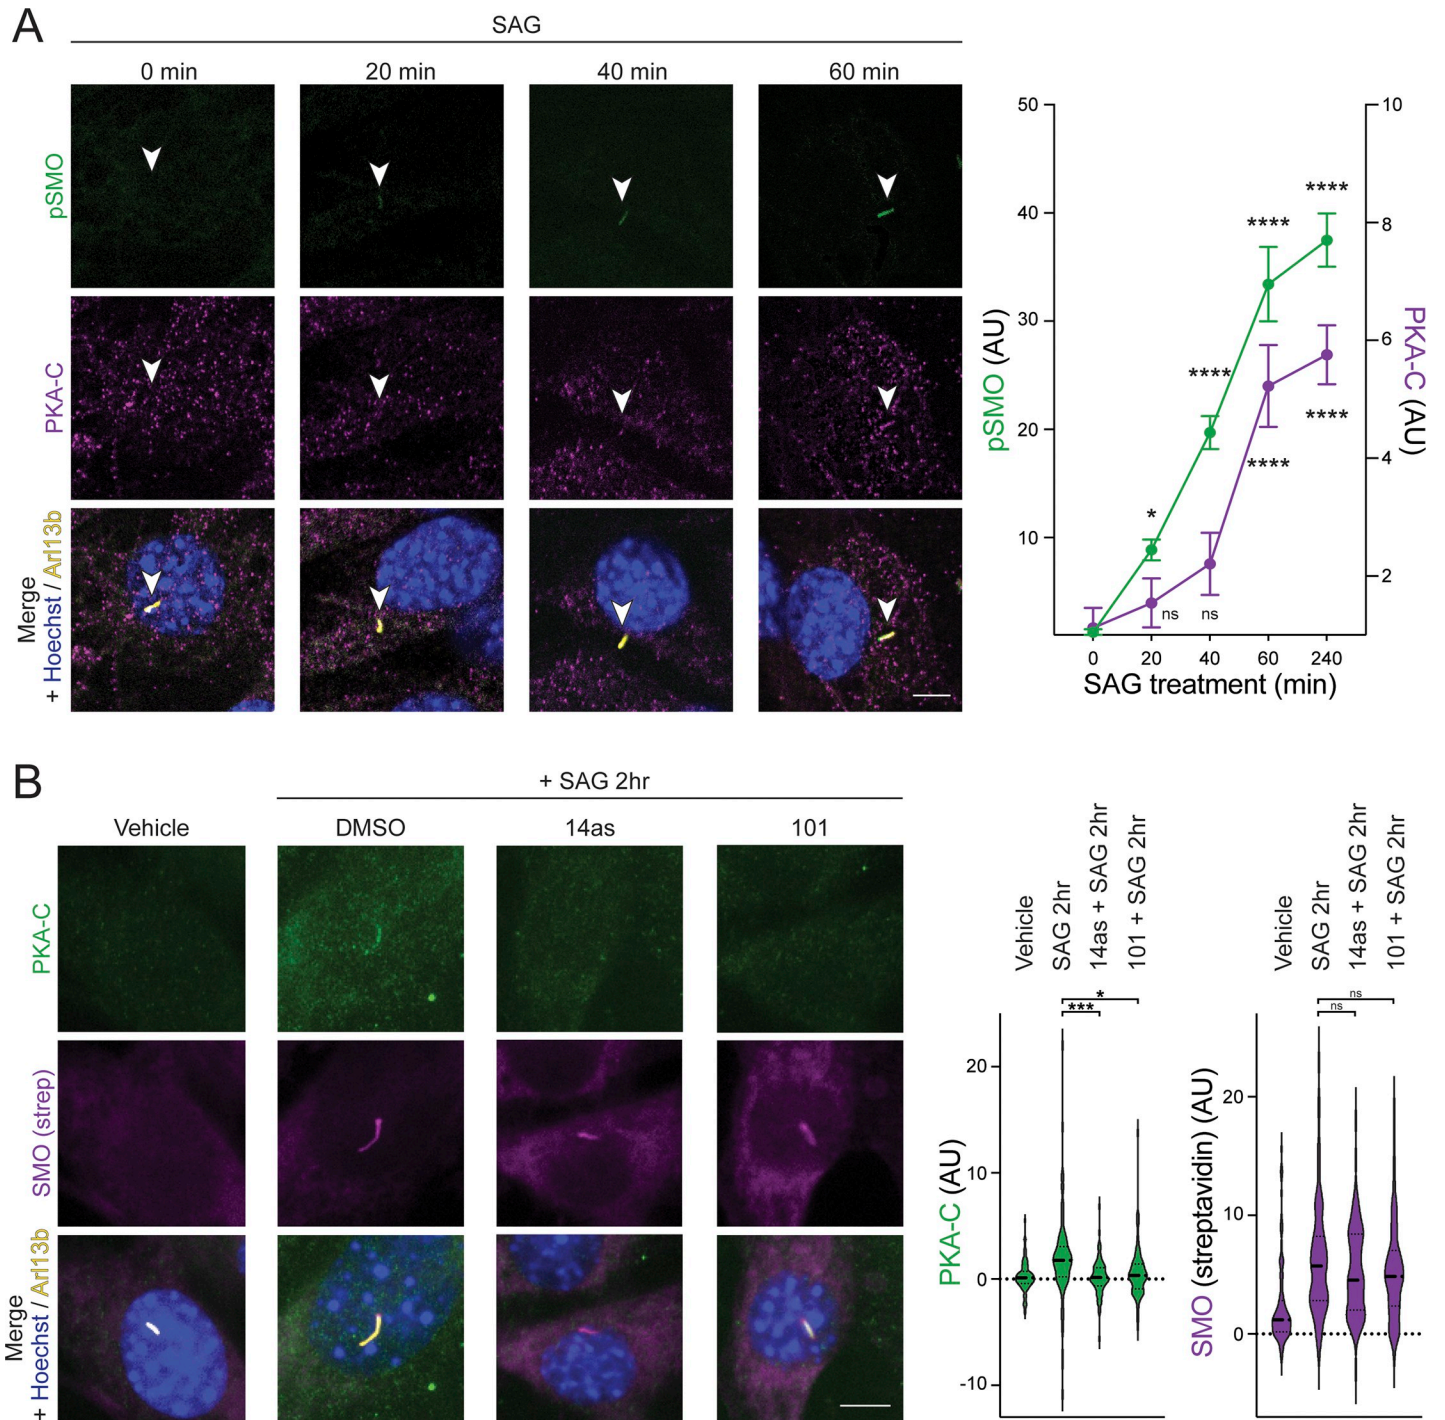 A
SAG
0 min
20 min
40 min
60 min
pSMO
PKA-C
Merge
+ Hoechst / Arl13b
50
40
30
20
10
pSMO (AU)
10
8
6
4
2
PKA-C (AU)
****
****
****
*
****
****
ns
ns
0
20
40
60
240
SAG treatment (min)
B
+ SAG 2hr
Vehicle
DMSO
14as
101
PKA-C
SMO (strep)
Merge
+ Hoechst / Arl13b
Vehicle
SAG 2hr
14as + SAG 2hr
101 + SAG 2hr
*
***
20
10
0
-10
PKA-C (AU)
Vehicle
SAG 2hr
14as + SAG 2hr
101 + SAG 2hr
ns
ns
20
10
0
SMO (streptavidin) (AU)